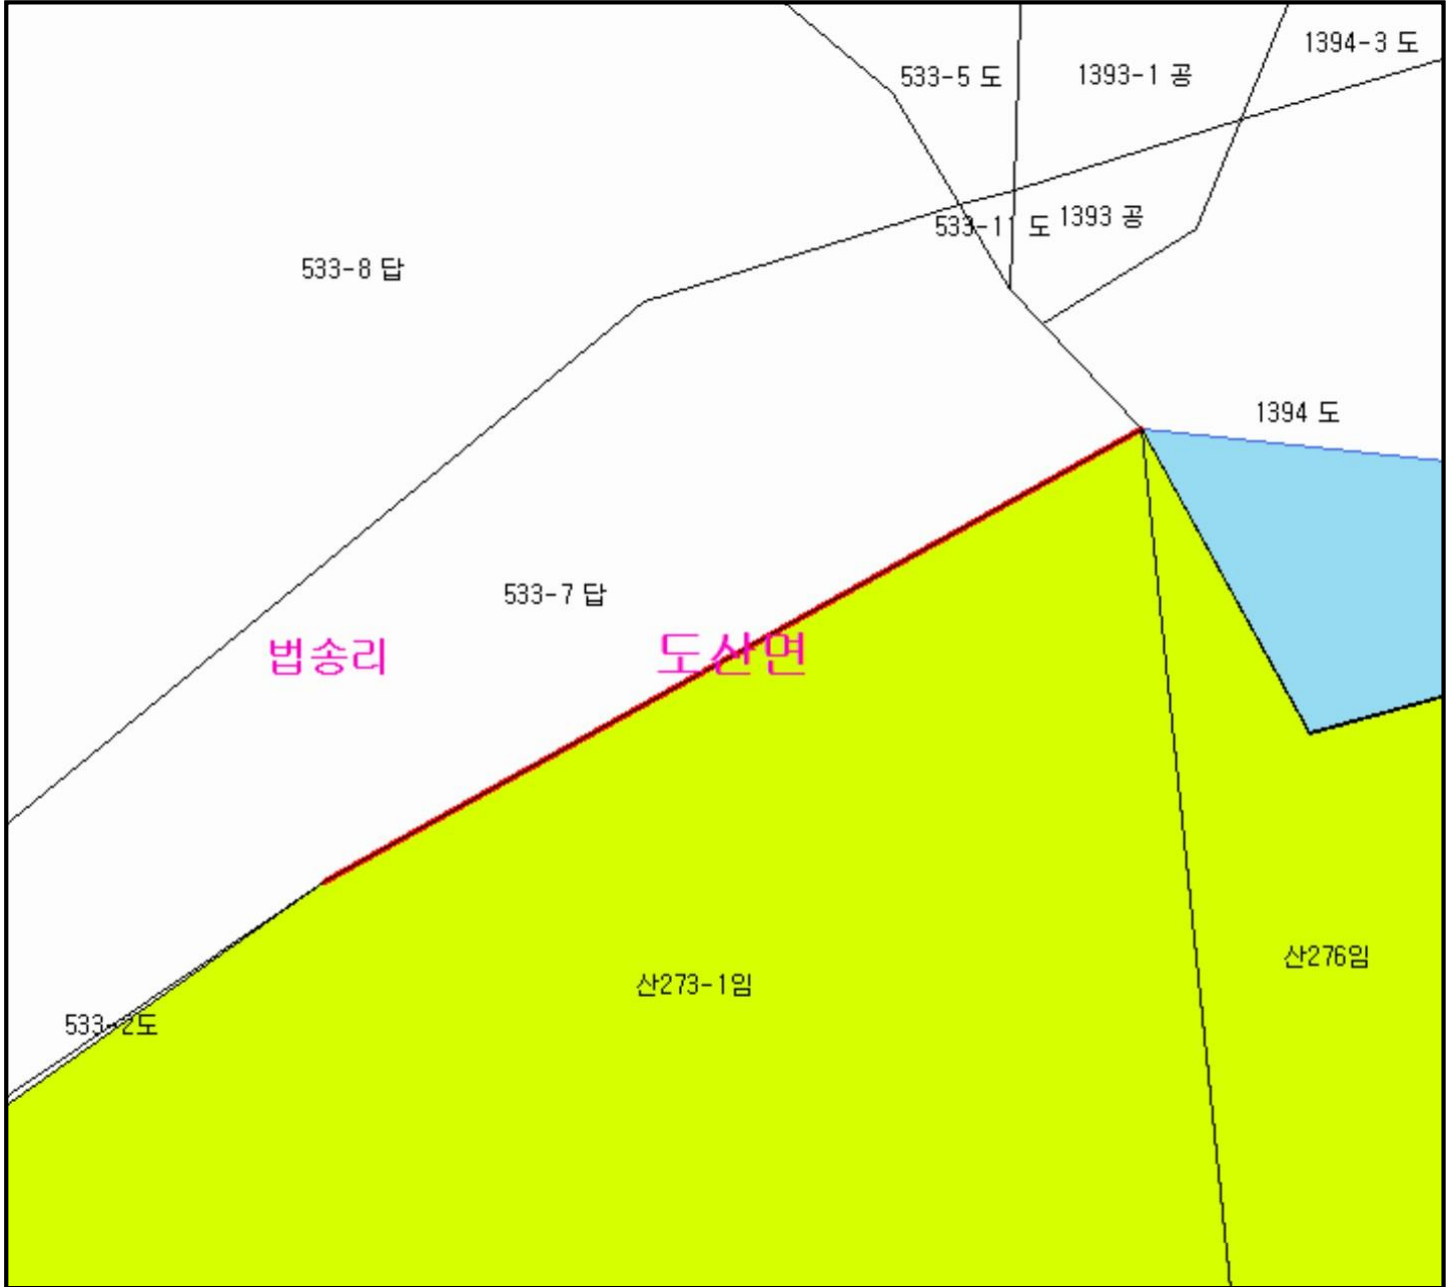 1394-3 도
533-5 도
1393-1 공
533-11 도
1393 공
533-8 답
1394 도
533-7 답
법송리
도산면
산276임
산273-1임
533-2도